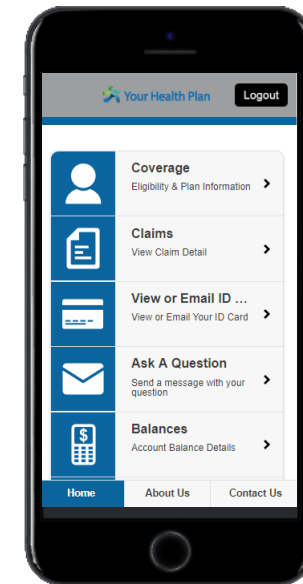 Your Health Plan
Logout
Coverage
Eligibility & Plan Information
Claims
View Claim Detail
View or Email ID ...
View or Email Your ID Card
Ask A Question
Send a message with your
question
$
Balances
Account Balance Details
Home
About Us
Contact Us